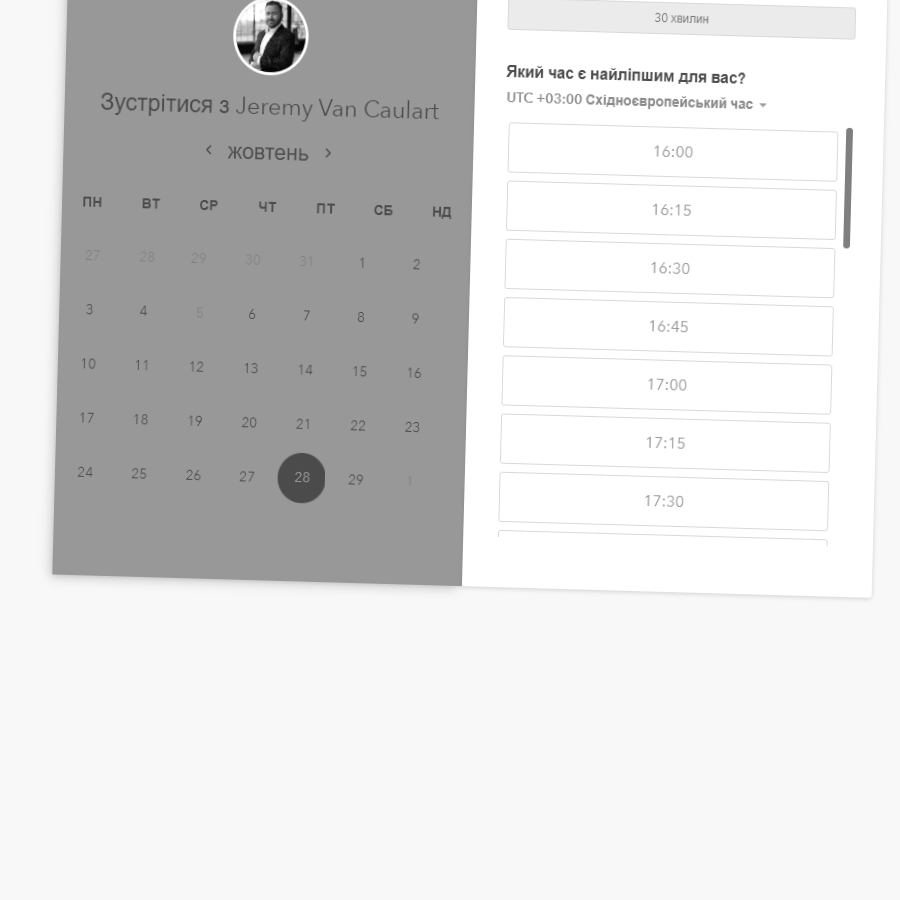 Зустрітися з Jeremy Van Caulart
жовтень
ПН ВТ СР ЧТ ПТ СБ НД
27 28 29 30 31 1 2
3 4 5 6 7 8 9
10 11 12 13 14 15 16
17 18 19 20 21 22 23
24 25 26 27 28 29 1
30 хвилин
Який час є найліпшим для вас?
UTC +03:00 Східноєвропейський час
16:00
16:15
16:30
16:45
17:00
17:15
17:30